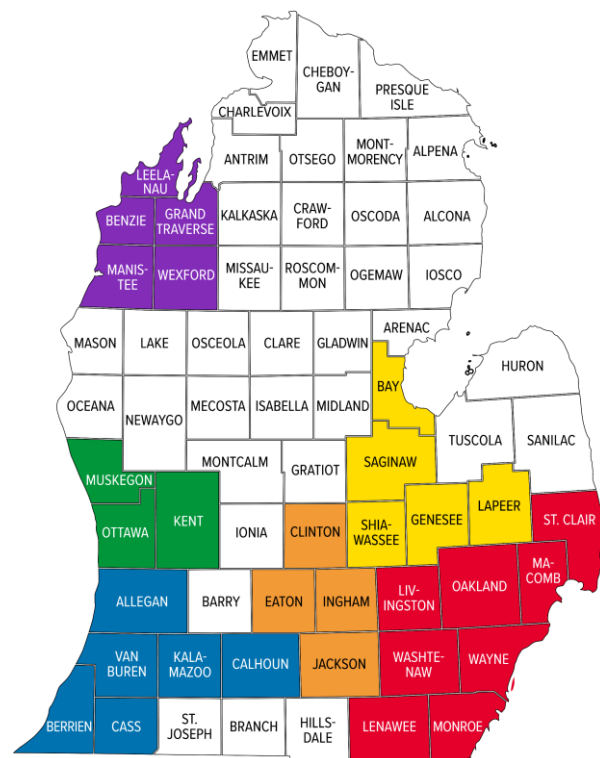 EMMET
CHEBOY-
GAN
PRESQUE
ISLE
CHARLEVOIX
ANTRIM
OTSEGO
MONT-
MORENCY
ALPENA
LEELA-
NAU
BENZIE
GRAND
TRAVERSE
KALKASKA
CRAW-
FORD
OSCODA
ALCONA
MANIS-
TEE
WEXFORD
MISSAU-
KEE
ROSCOM-
MON
OGEMAW
IOSCO
MASON
LAKE
OSCEOLA
CLARE
GLADWIN
ARENAC
HURON
BAY
OCEANA
NEWAYGO
MECOSTA
ISABELLA
MIDLAND
TUSCOLA
SANILAC
MUSKEGON
MONTCALM
GRATIOT
SAGINAW
OTTAWA
KENT
IONIA
CLINTON
SHIA-
WASSEE
GENESEE
LAPEER
ST. CLAIR
ALLEGAN
BARRY
EATON
INGHAM
LIV-
INGSTON
OAKLAND
MA-
COMB
VAN
BUREN
KALA-
MAZOO
CALHOUN
JACKSON
WASHTE-
NAW
WAYNE
BERRIEN
CASS
ST.
JOSEPH
BRANCH
HILLS-
DALE
LENAWEE
MONROE